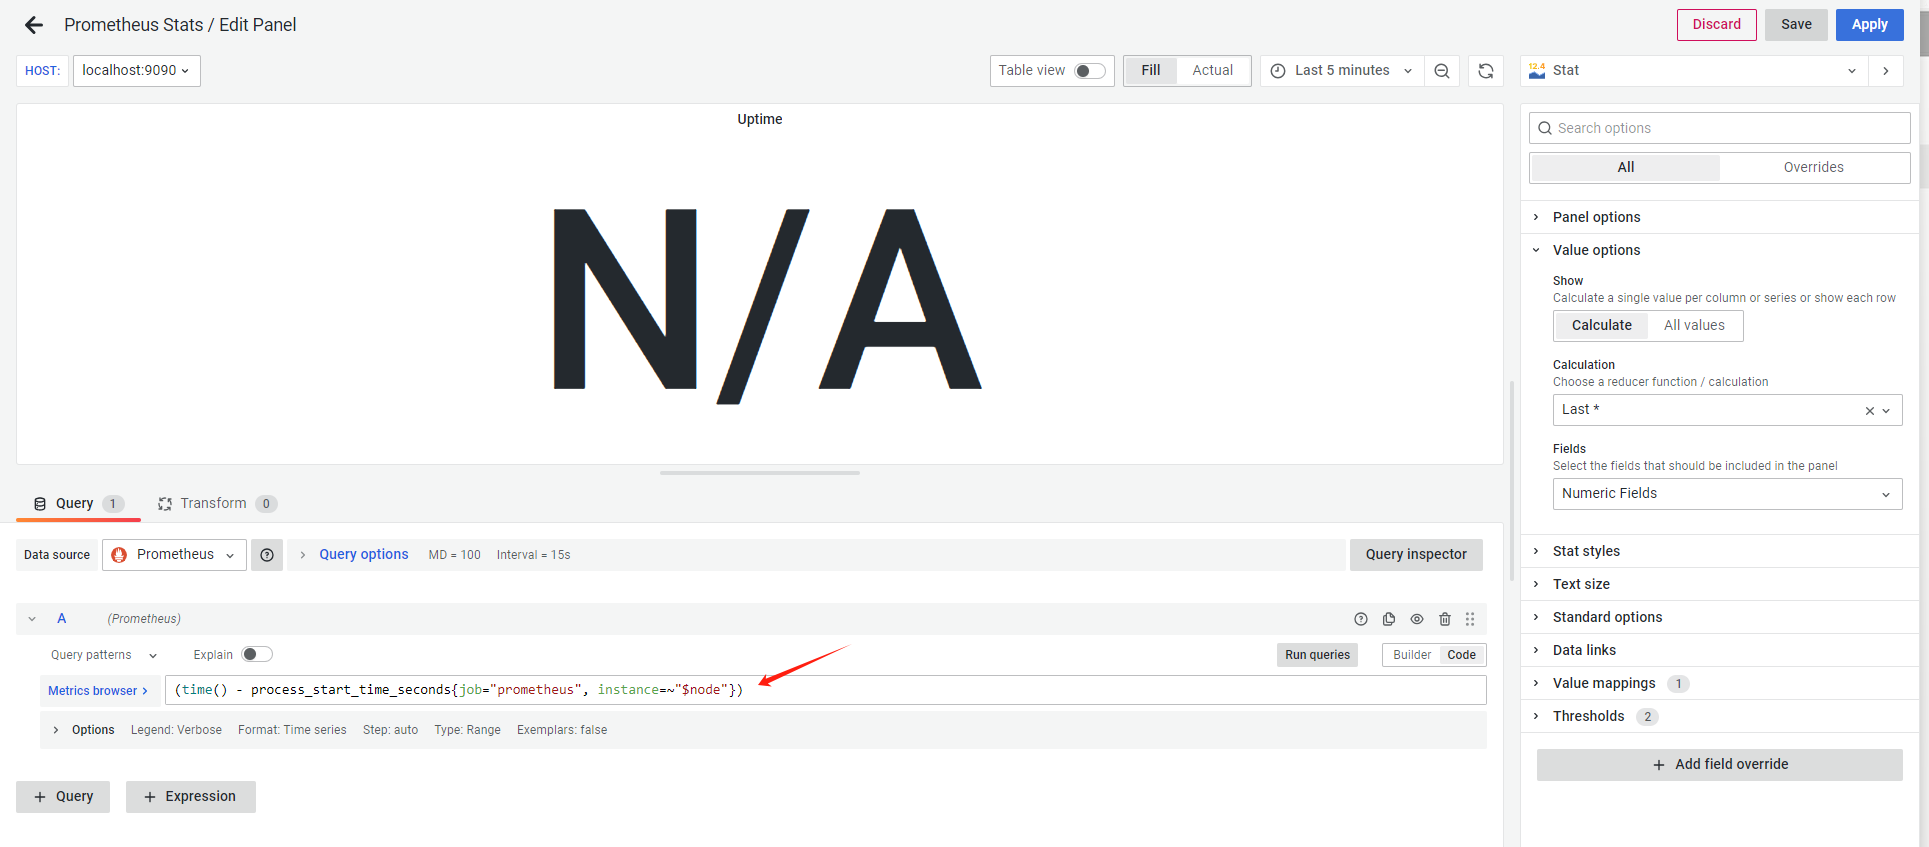 Prometheus Stats / Edit Panel
Discard
Save
Apply
HOST:
localhost:9090
Table view
Fill
Actual
Last 5 minutes
12.4
Stat
Uptime
N/A
Search options
All
Overrides
Panel options
Value options
Show
Calculate a single value per column or series or show each row
Calculate
All values
Calculation
Choose a reducer function / calculation
Last *
Fields
Select the fields that should be included in the panel
Numeric Fields
Stat styles
Text size
Standard options
Data links
Value mappings 1
Thresholds 2
+ Add field override
Query 1
Transform 0
Data source
Prometheus
Query options
MD = 100
Interval = 15s
Query inspector
A
(Prometheus)
Query patterns
Explain
Run queries
Builder
Code
Metrics browser >
(time() - process_start_time_seconds{job="prometheus", instance=~"$node"})
Options
Legend: Verbose
Format: Time series
Step: auto
Type: Range
Exemplars: false
+ Query
+ Expression